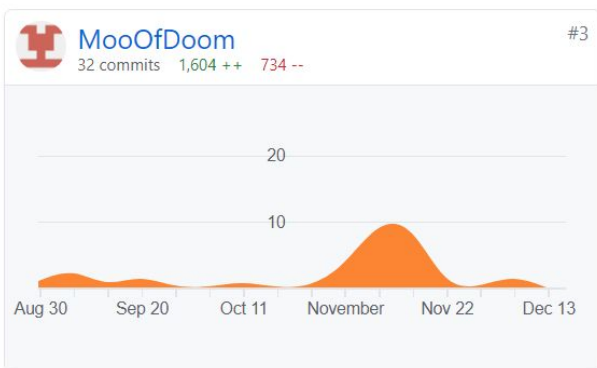 MooOfDoom
#3
32 commits 1,604 ++ 734 --
20
10
Aug 30 Sep 20 Oct 11 November Nov 22 Dec 13